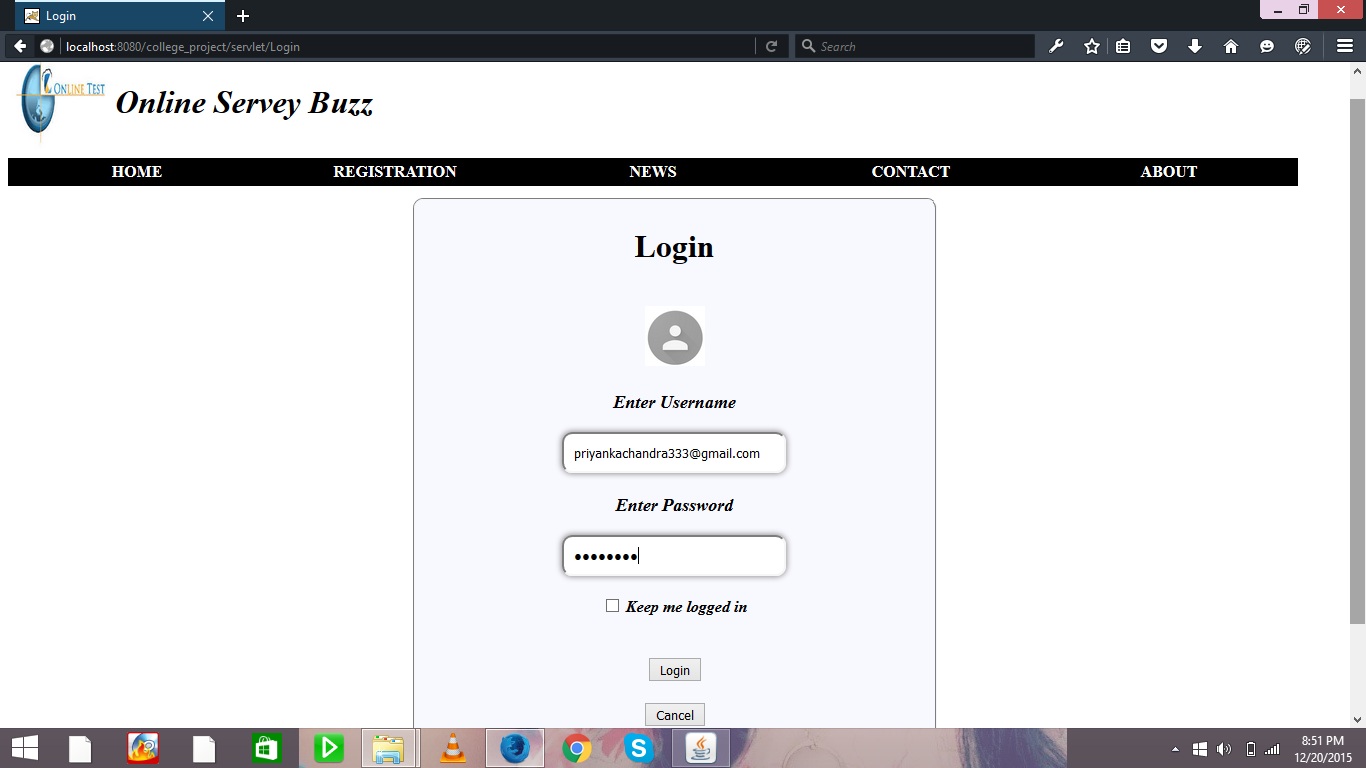 Login
localhost:8080/college_project/servlet/Login
Search
ONLINE TEST
Online Servey Buzz
HOME REGISTRATION NEWS CONTACT ABOUT
Login
Enter Username
priyankachandra333@gmail.com
Enter Password
••••••••
Keep me logged in
Login
Cancel
8:51 PM
12/20/2015